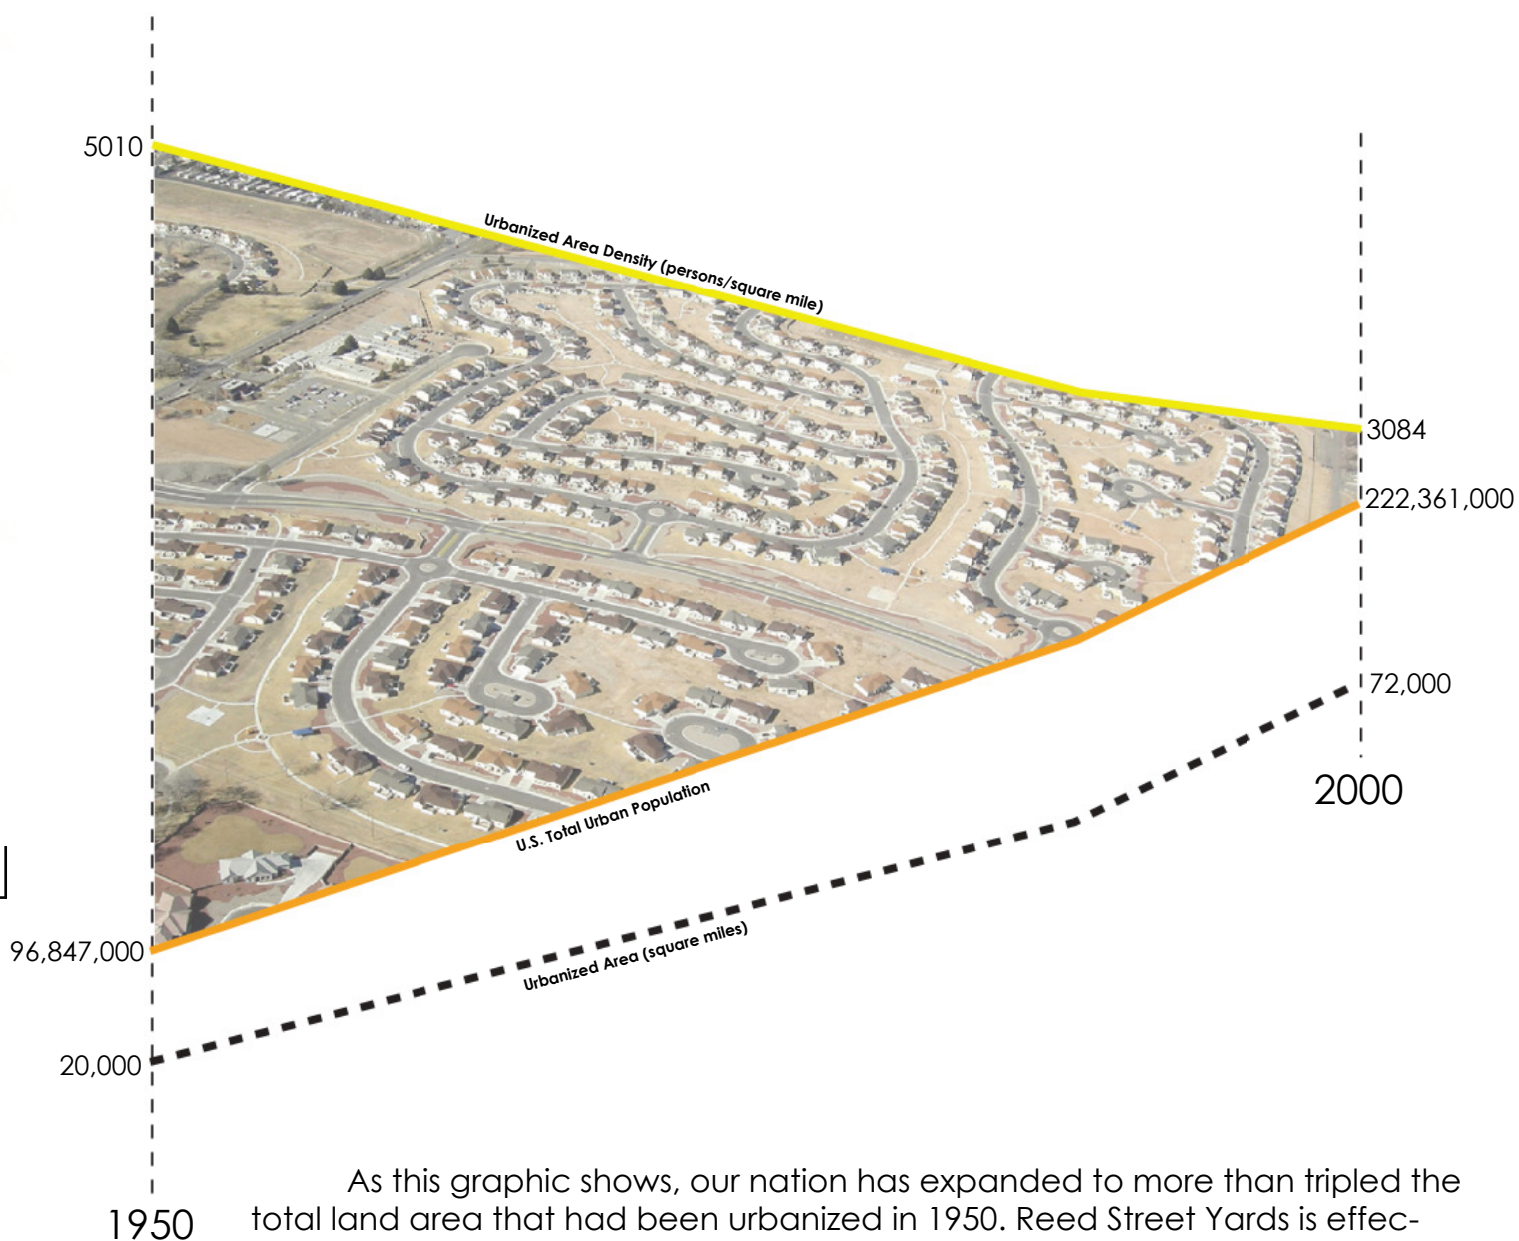 5010
Urbanized Area Density (persons/square mile)
3084
222,361,000
72,000
2000
U.S. Total Urban Population
96,847,000
Urbanized Area (square miles)
20,000
As this graphic shows, our nation has expanded to more than tripled the
1950
total land area that had been urbanized in 1950. Reed Street Yards is effec-